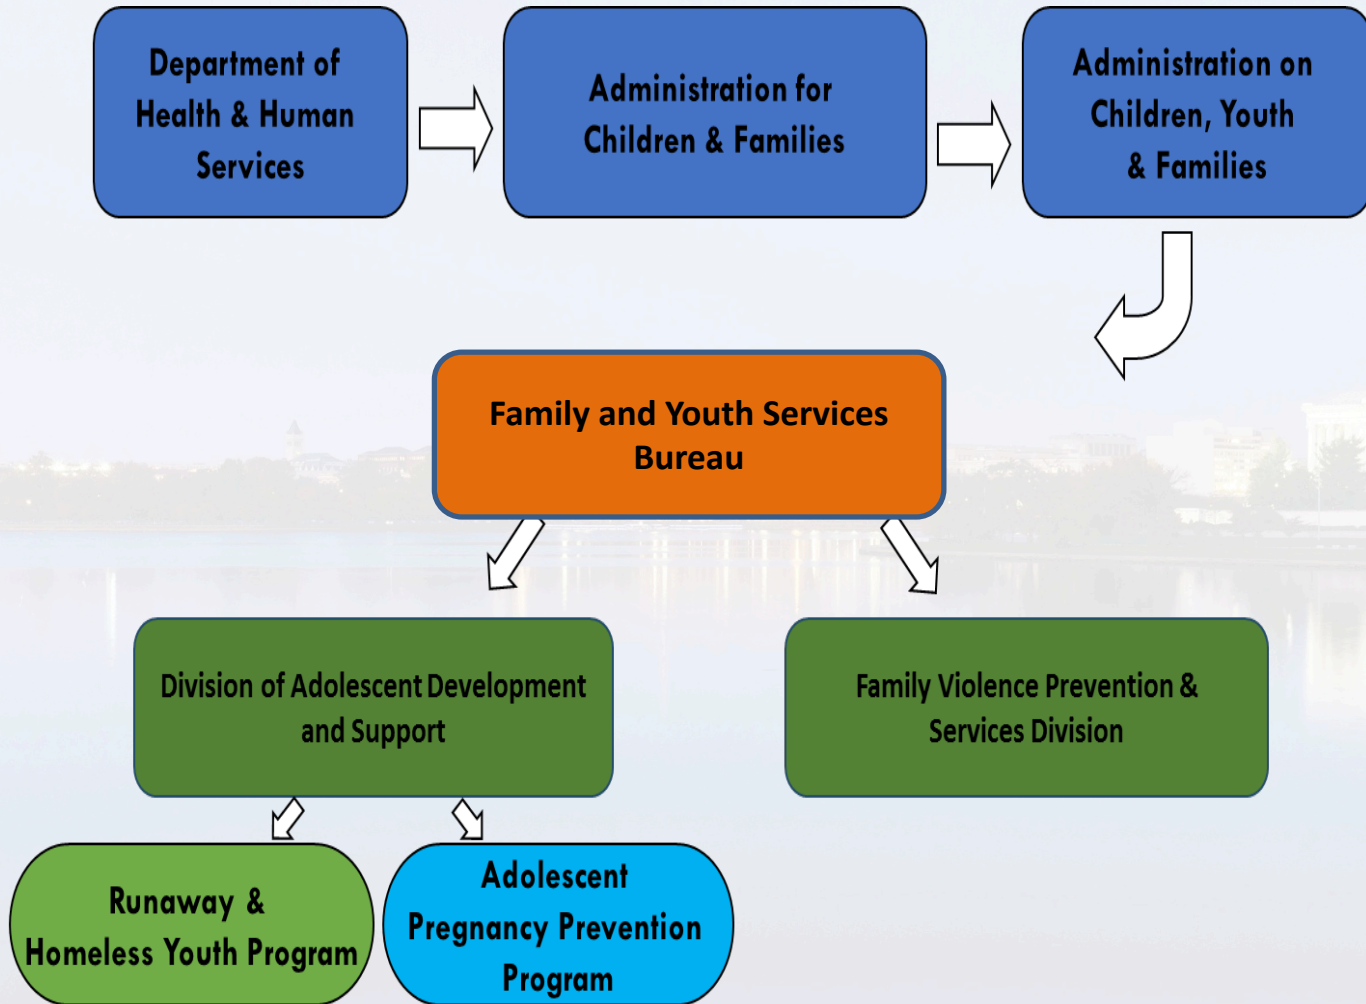 Department of
Health & Human
Services
Administration for
Children & Families
Administration on
Children, Youth
& Families
Family and Youth Services
Bureau
Division of Adolescent Development
and Support
Family Violence Prevention &
Services Division
Runaway &
Homeless Youth Program
Adolescent
Pregnancy Prevention
Program